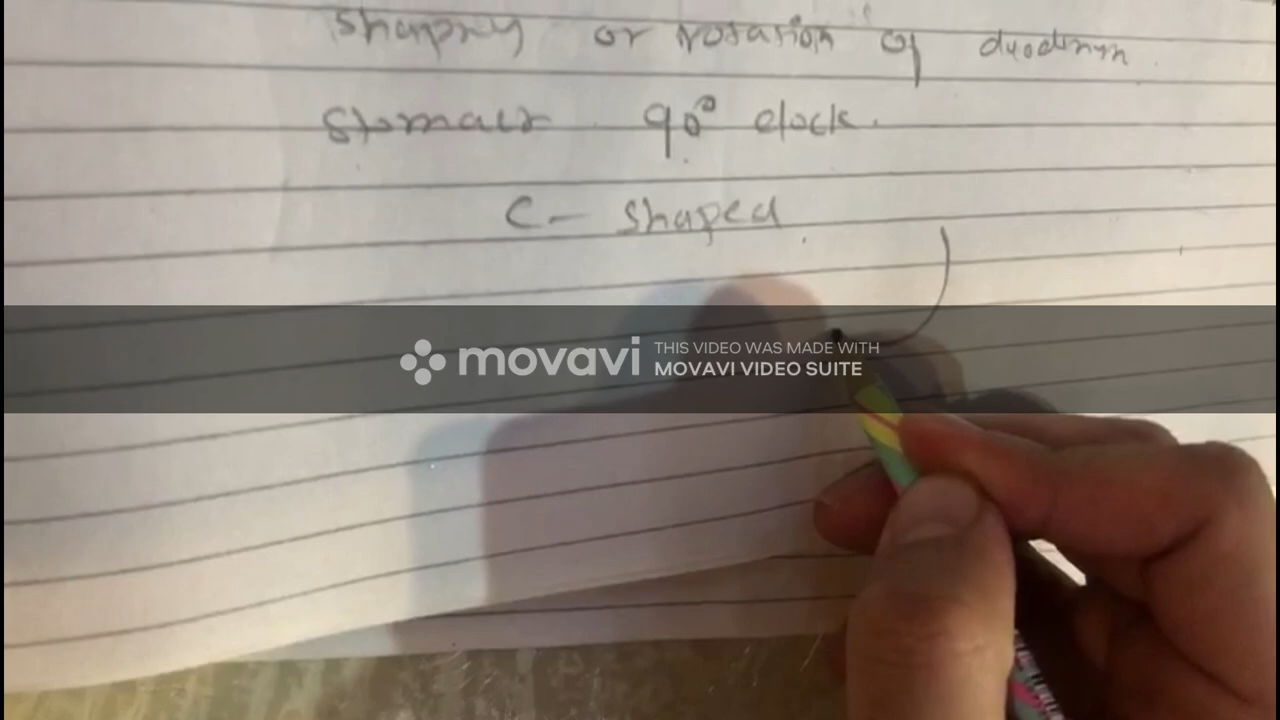 shaping or rotation of duodenum
stomach 90° clock.
C- shaped
movavi THIS VIDEO WAS MADE WITH
MOVAVI VIDEO SUITE